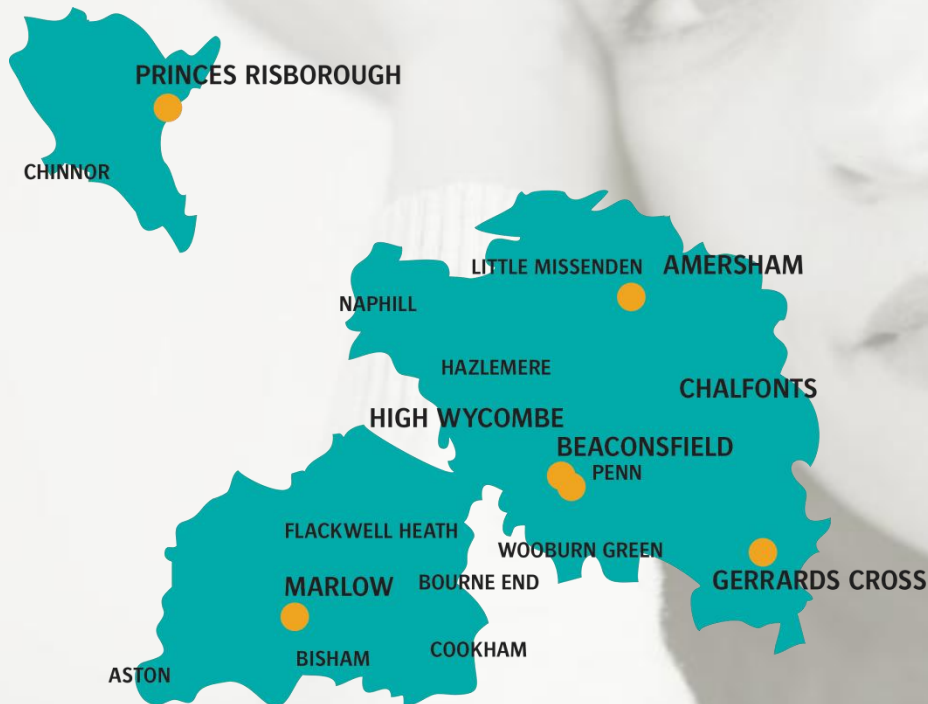 PRINCES RISBOROUGH
CHINNOR
LITTLE MISSENDEN
AMERSHAM
NAPHILL
HAZLEMERE
CHALFONTS
HIGH WYCOMBE
BEACONSFIELD
PENN
FLACKWELL HEATH
WOOBURN GREEN
MARLOW
BOURNE END
GERRARDS CROSS
COOKHAM
BISHAM
ASTON